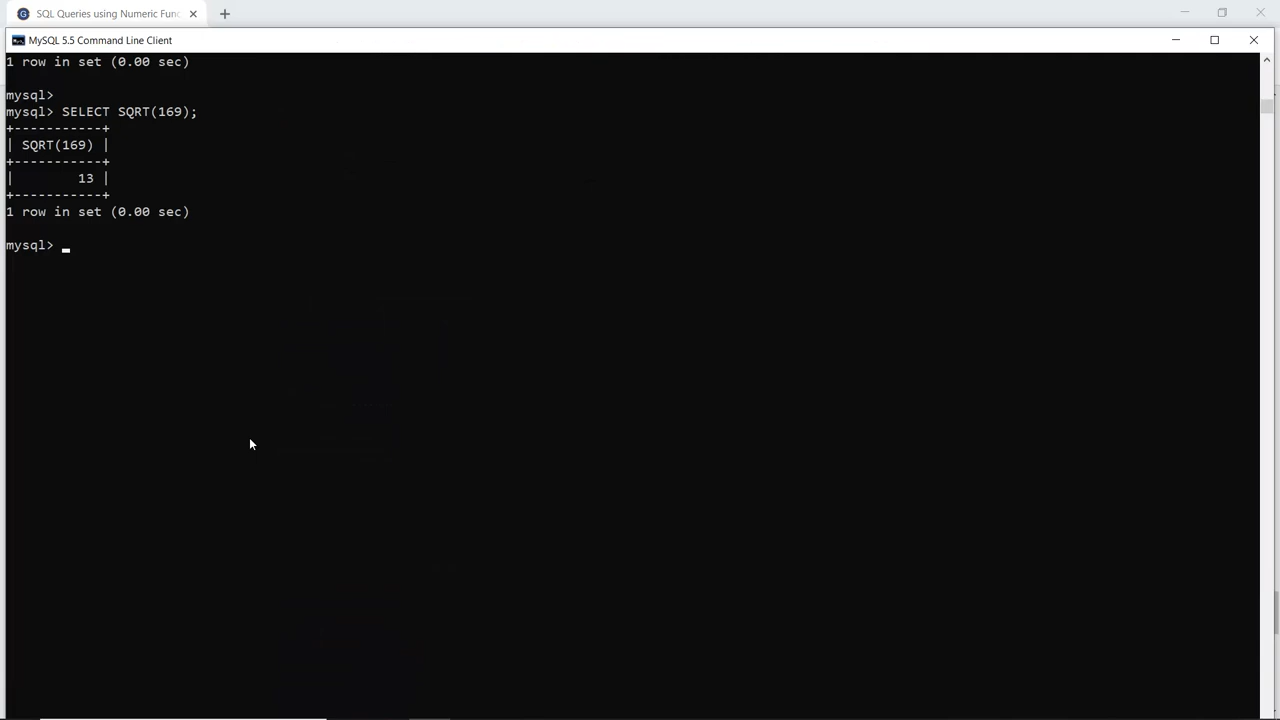 SQL Queries using Numeric Func
MySQL 5.5 Command Line Client
1 row in set (0.00 sec)
mysql>
mysql> SELECT SQRT(169);
+-----------+
| SQRT(169) |
+-----------+
|        13 |
+-----------+
1 row in set (0.00 sec)
mysql> _